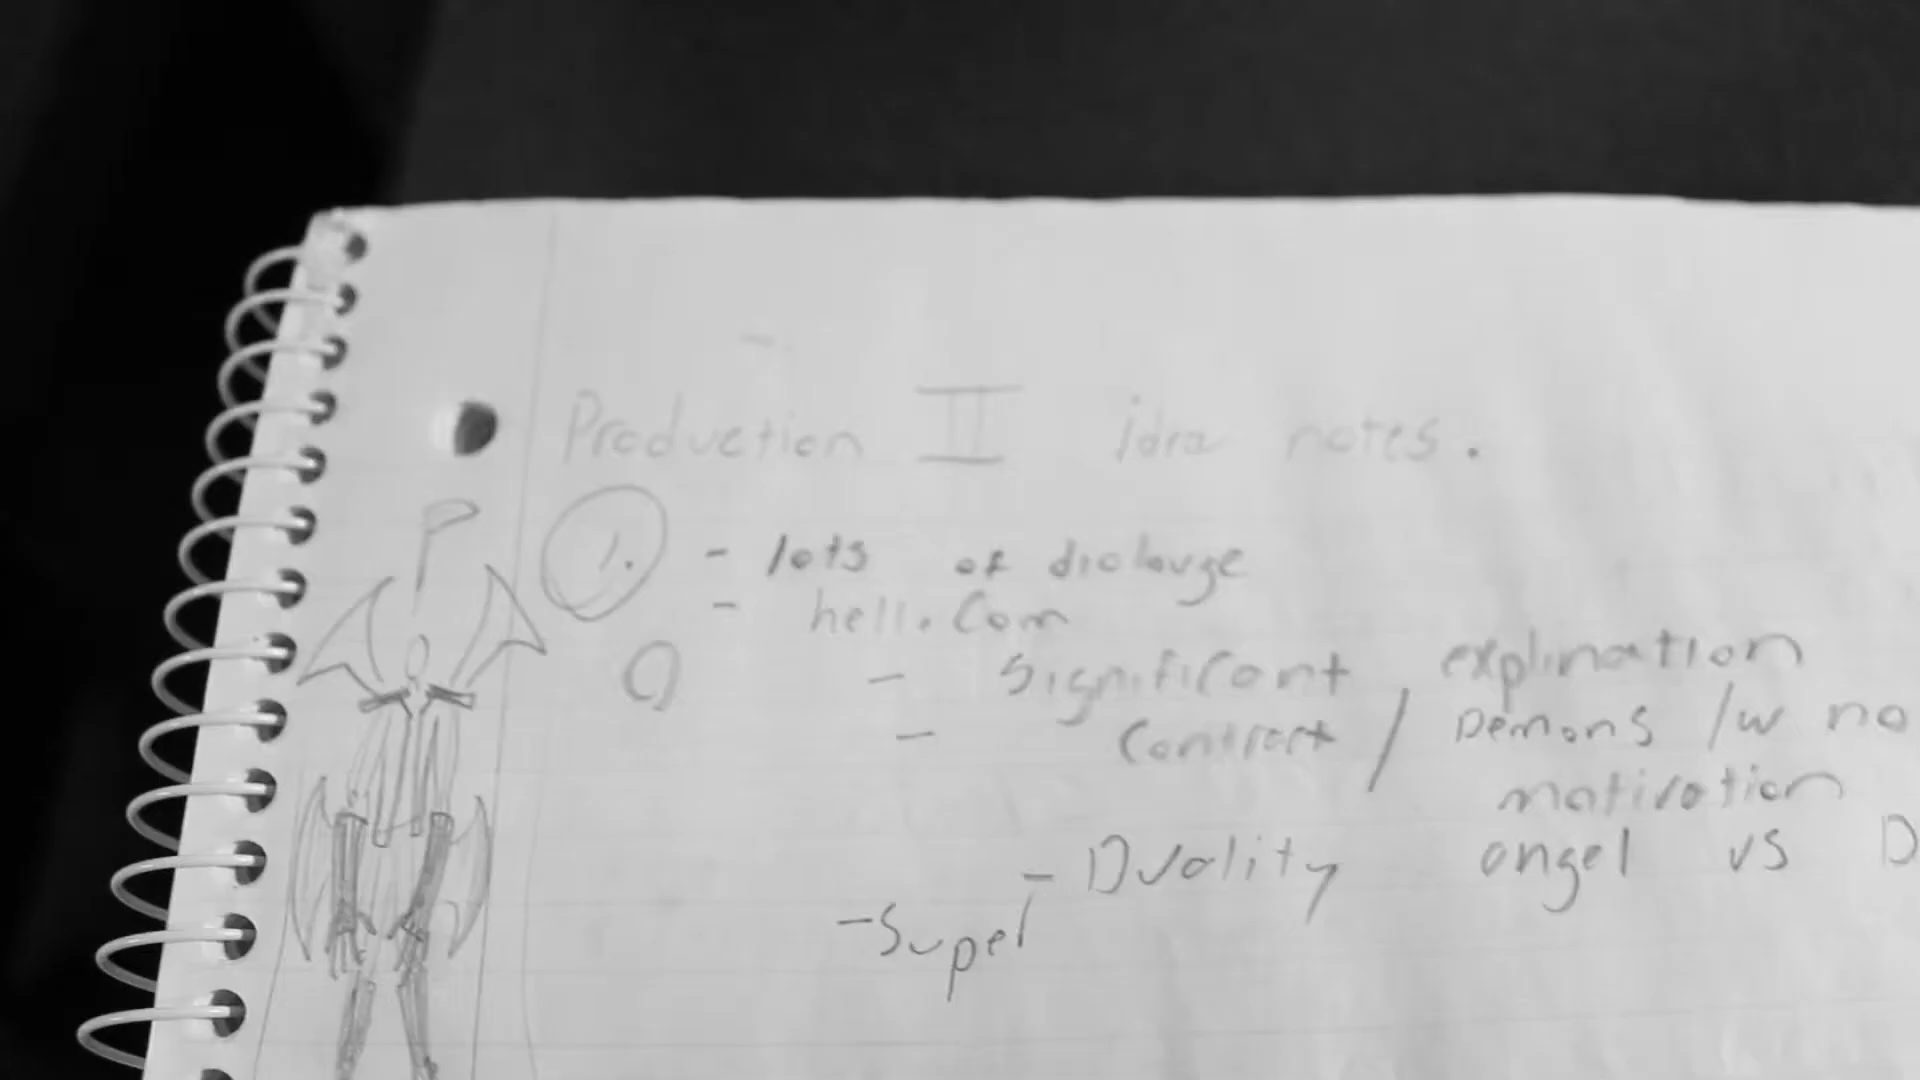 Production II idea notes.
1. - lots of dialouge
- hell.com
- significant explination
- contract / Demons /w no
motivation
- Duality angel vs D
- Super